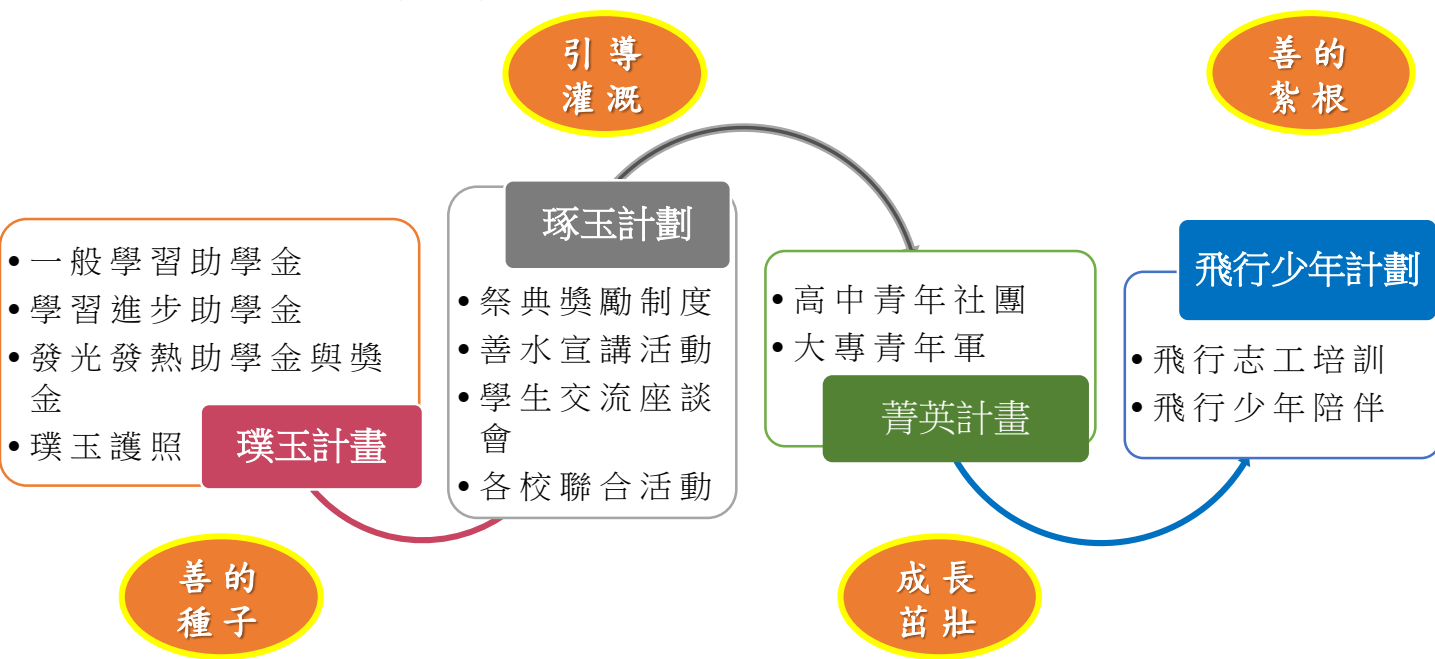 引導
灌溉
善的
紮根
琢玉計劃
飛行少年計劃
• 一般學習助學金
• 學習進步助學金
• 發光發熱助學金與獎
金
• 璞玉護照
璞玉計畫
• 祭典獎勵制度
• 善水宣講活動
• 學生交流座談
會
• 各校聯合活動
• 高中青年社團
• 大專青年軍
菁英計畫
• 飛行志工培訓
• 飛行少年陪伴
善的
種子
成長
茁壯